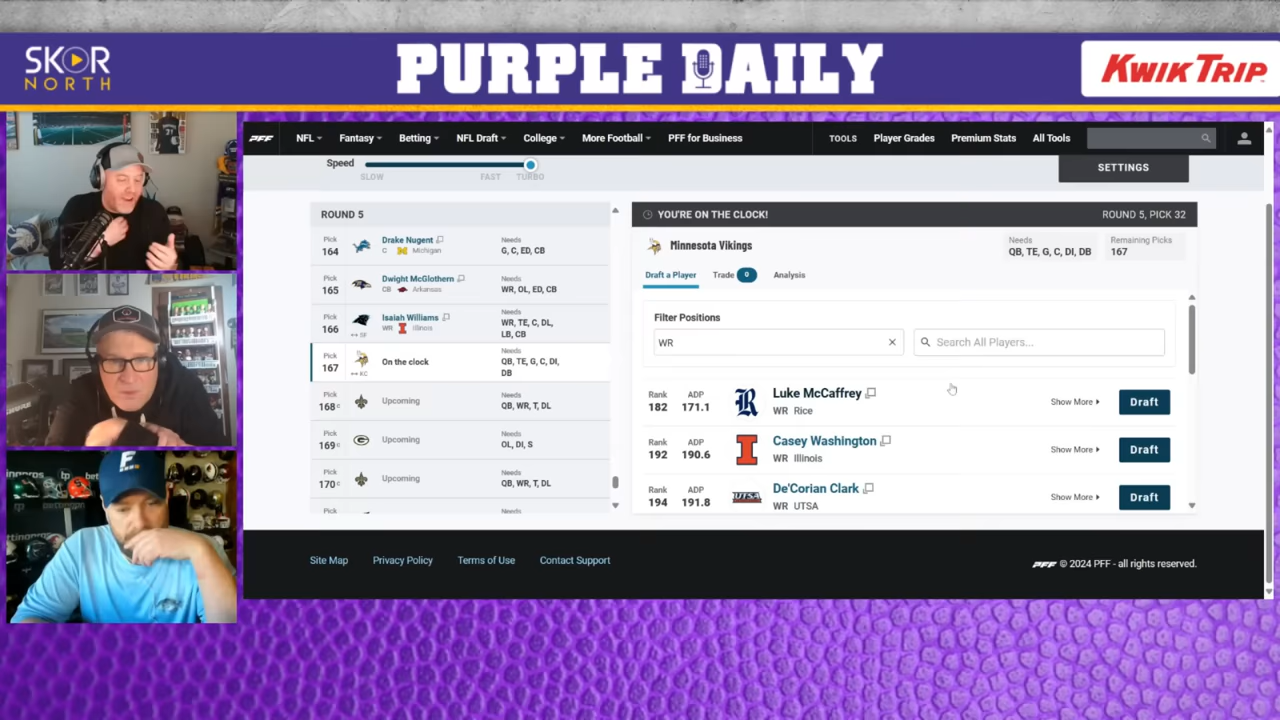 SKOR
NORTH
PURPLE DAILY
KWIK TRIP
PFF
NFL
Fantasy
Betting
NFL Draft
College
More Football
PFF for Business
TOOLS
Player Grades
Premium Stats
All Tools
Speed
SLOW
FAST
TURBO
SETTINGS
ROUND 5
Pick
164
Drake Nugent
C M Michigan
Needs
G, C, ED, CB
Pick
165
Dwight McGlothern
CB Arkansas
Needs
WR, OL, ED, CB
Pick
166
SF
Isaiah Williams
WR I Illinois
Needs
WR, TE, C, DL,
LB, CB
Pick
167
KC
On the clock
Needs
QB, TE, G, C, DI,
DB
Pick
168c
Upcoming
Needs
QB, WR, T, DL
Pick
169c
Upcoming
Needs
OL, DI, S
Pick
170c
Upcoming
Needs
QB, WR, T, DL
Pick
Needs
YOU'RE ON THE CLOCK!
ROUND 5, PICK 32
Minnesota Vikings
Needs
QB, TE, G, C, DI, DB
Remaining Picks
167
Draft a Player
Trade 0
Analysis
Filter Positions
WR
Search All Players...
Rank
182
ADP
171.1
R
Luke McCaffrey
WR Rice
Show More
Draft
Rank
192
ADP
190.6
I
Casey Washington
WR Illinois
Show More
Draft
Rank
194
ADP
191.8
UTSA
De'Corian Clark
WR UTSA
Show More
Draft
Site Map
Privacy Policy
Terms of Use
Contact Support
PFF © 2024 PFF - all rights reserved.